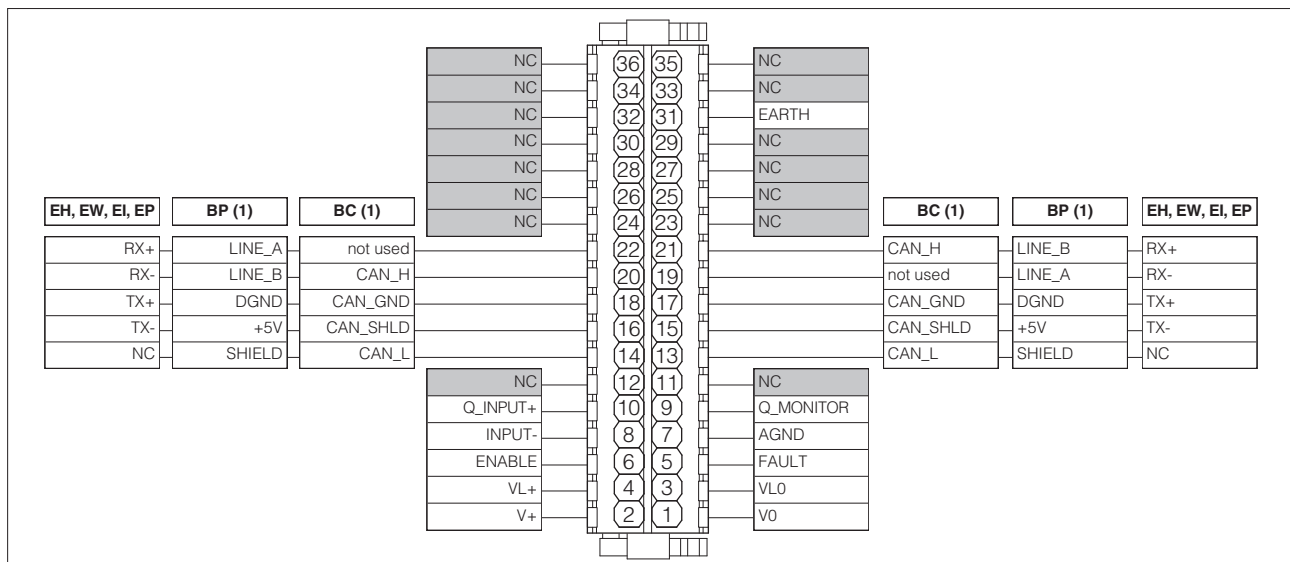 NC 36 35 NC
NC 34 33 NC
NC 32 31 EARTH
NC 30 29 NC
NC 28 27 NC
NC 26 25 NC
EH, EW, EI, EP BP (1) BC (1) NC 24 23 NC BC (1) BP (1) EH, EW, EI, EP
RX+ LINE_A not used 22 21 CAN_H LINE_B RX+
RX- LINE_B CAN_H 20 19 not used LINE_A RX-
TX+ DGND CAN_GND 18 17 CAN_GND DGND TX+
TX- +5V CAN_SHLD 16 15 CAN_SHLD +5V TX-
NC SHIELD CAN_L 14 13 CAN_L SHIELD NC
NC 12 11 NC
Q_INPUT+ 10 9 Q_MONITOR
INPUT- 8 7 AGND
ENABLE 6 5 FAULT
VL+ 4 3 VL0
V+ 2 1 V0